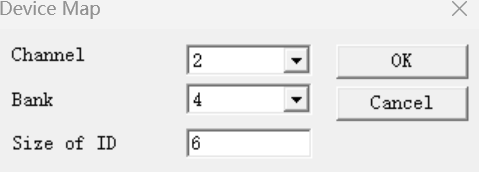 Device Map
Channel 2 OK
Bank 4 Cancel
Size of ID 6